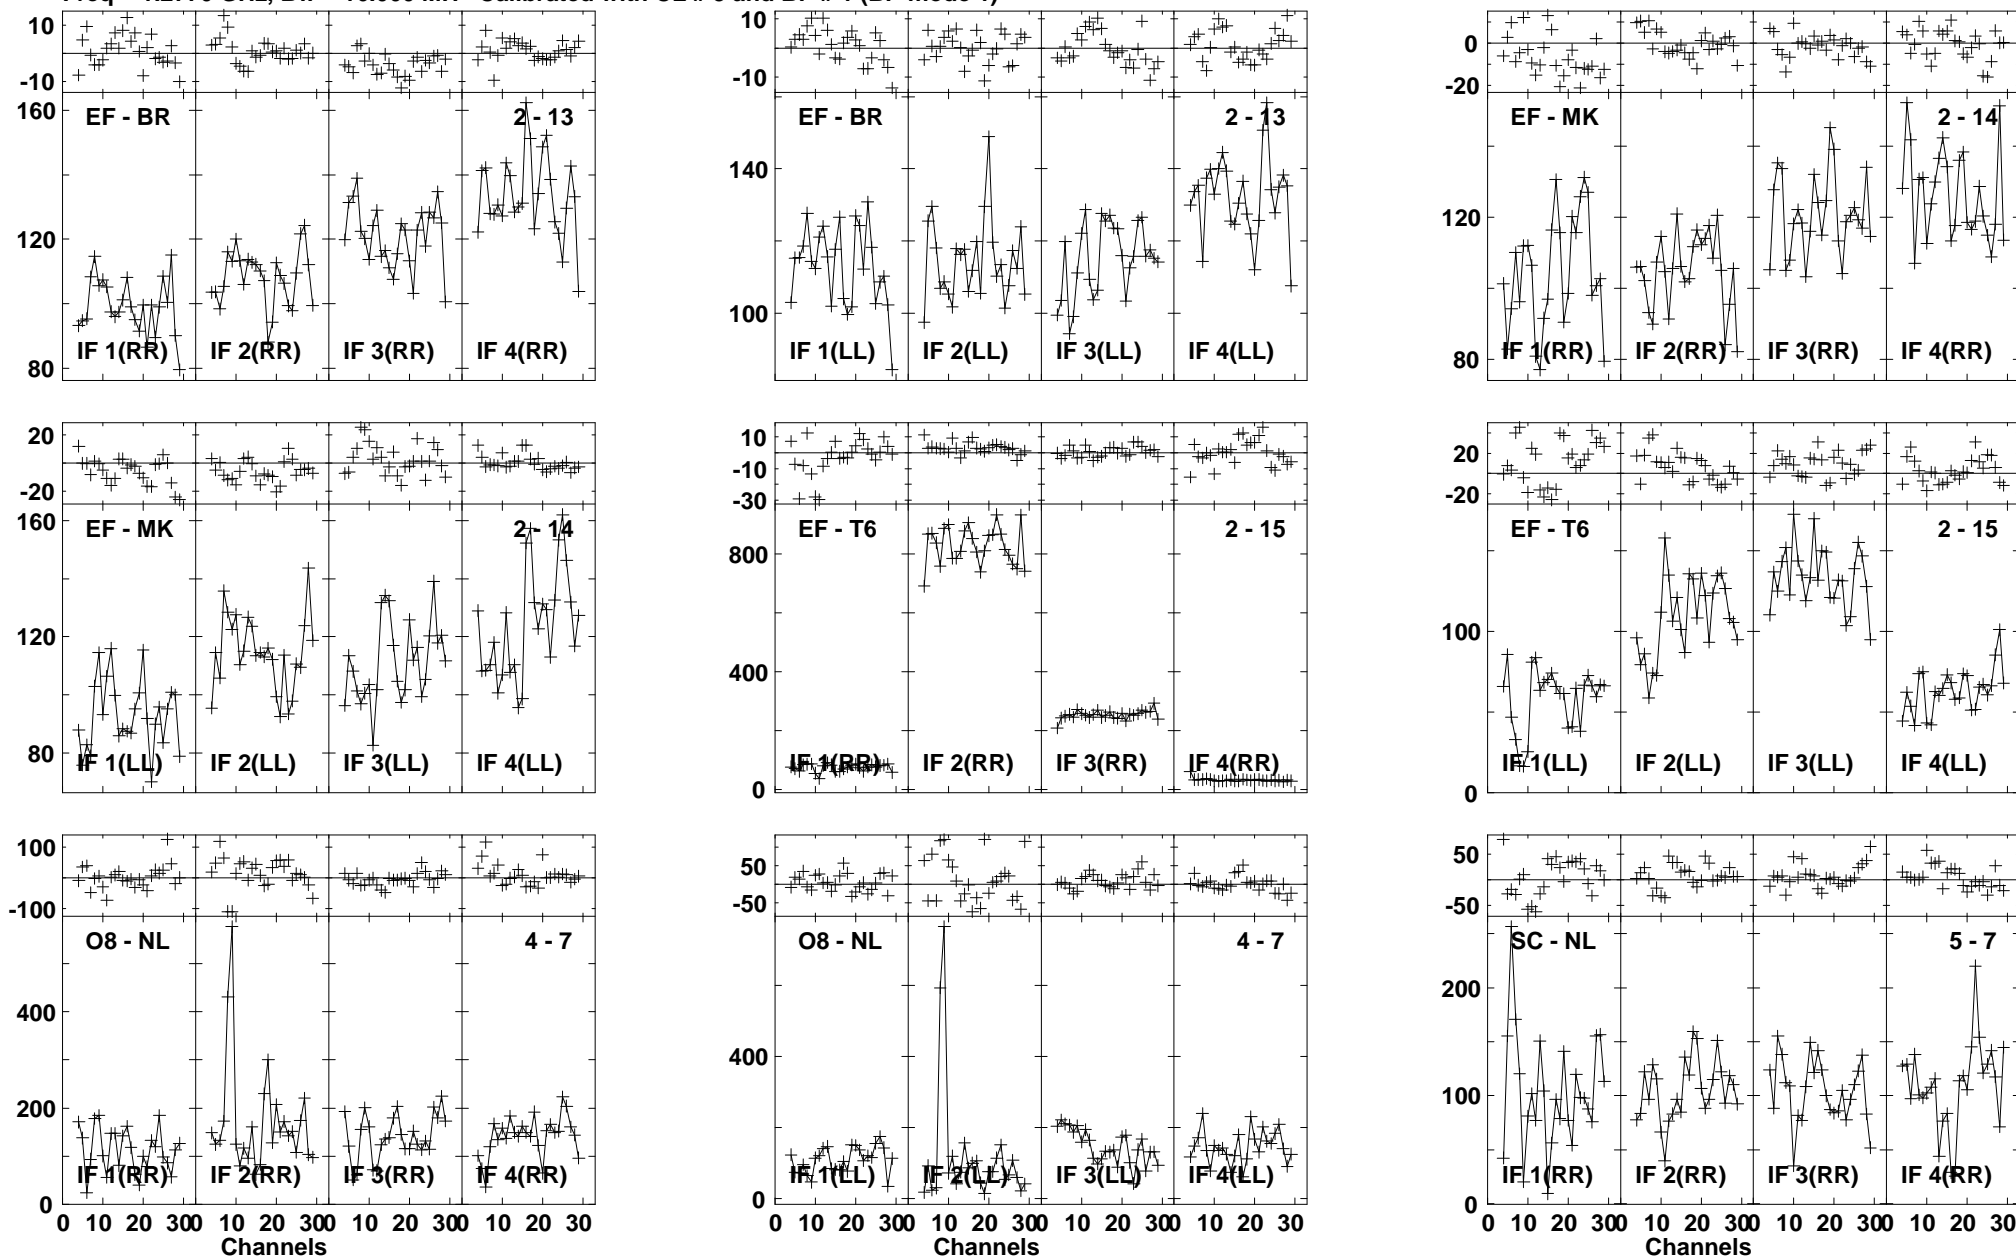 10
0
-10
160
120
80
EF - BR
2 - 13
IF 1(RR)
IF 2(RR)
IF 3(RR)
IF 4(RR)
10
0
-10
140
100
EF - BR
2 - 13
IF 1(LL)
IF 2(LL)
IF 3(LL)
IF 4(LL)
0
-20
120
80
EF - MK
2 - 14
IF 1(RR)
IF 2(RR)
IF 3(RR)
IF 4(RR)
20
0
-20
160
120
80
EF - MK
2 - 14
IF 1(LL)
IF 2(LL)
IF 3(LL)
IF 4(LL)
10
-10
-30
800
400
0
EF - T6
2 - 15
IF 1(RR)
IF 2(RR)
IF 3(RR)
IF 4(RR)
20
-20
100
0
EF - T6
2 - 15
IF 1(LL)
IF 2(LL)
IF 3(LL)
IF 4(LL)
100
-100
400
200
0
O8 - NL
4 - 7
IF 1(RR)
IF 2(RR)
IF 3(RR)
IF 4(RR)
0 10 20 30 0 10 20 30 0 10 20 30 0 10 20 30
Channels
50
-50
400
0
O8 - NL
4 - 7
IF 1(LL)
IF 2(LL)
IF 3(LL)
IF 4(LL)
0 10 20 30 0 10 20 30 0 10 20 30 0 10 20 30
Channels
50
-50
200
100
0
SC - NL
5 - 7
IF 1(RR)
IF 2(RR)
IF 3(RR)
IF 4(RR)
0 10 20 30 0 10 20 30 0 10 20 30 0 10 20 30
Channels